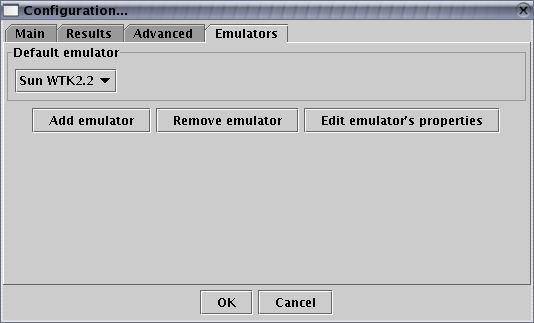 Configuration...
Main Results Advanced Emulators
Default emulator
Sun WTK2.2
Add emulator Remove emulator Edit emulator's properties
OK Cancel